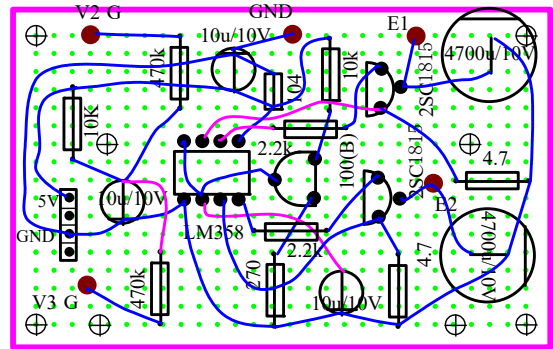 V2 G
GND
E1
10u/10V
4700u/10V
470k
104
10k
2SC1815
10K
2.2k
100(B)
2SC1815
4.7
5V
10u/10V
E2
GND
LM358
2.2k
4700u/10V
V3 G
470k
270
10u/10V
4.7